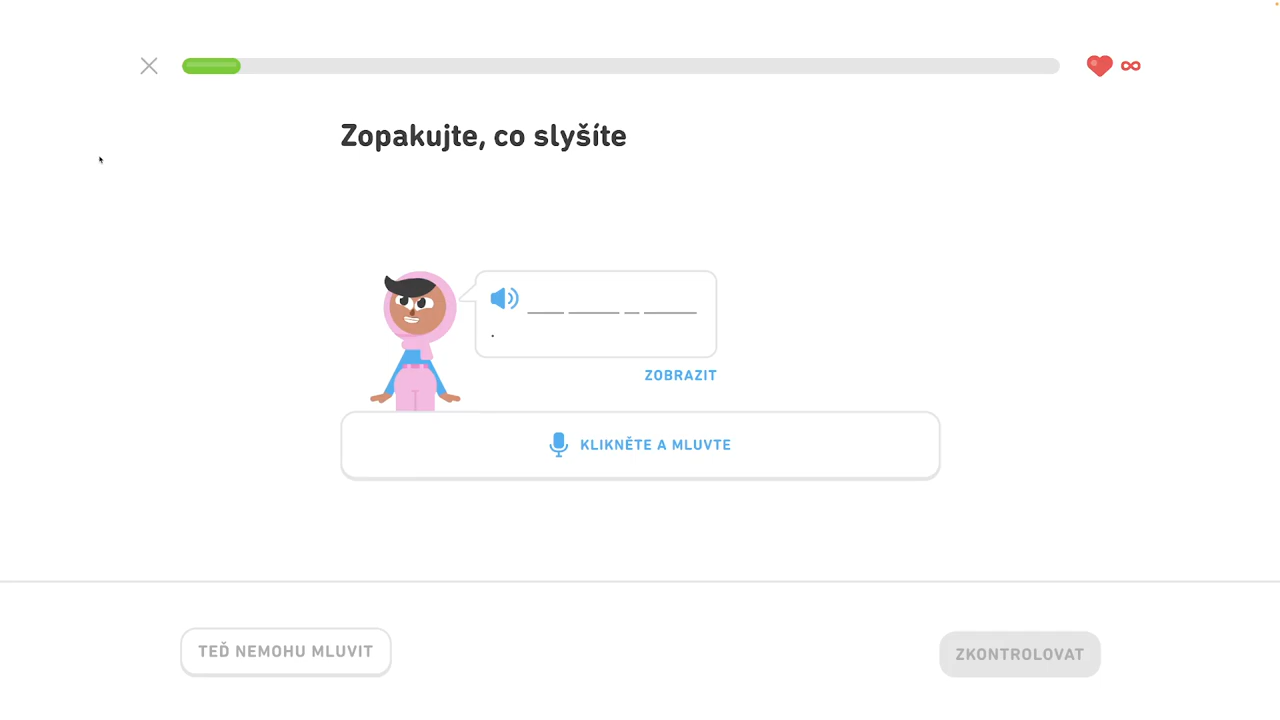 Zopakujte, co slyšíte
.
ZOBRAZIT
KLIKNĚTE A MLUVTE
TEĎ NEMOHU MLUVIT
ZKONTROLOVAT